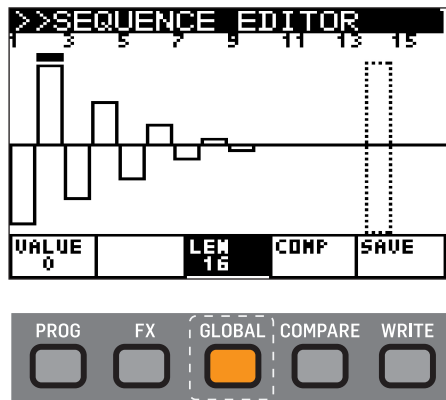 >>SEQUENCE EDITOR
1 3 5 7 9 11 13 15
VALUE LEN COMP SAVE
0 16
PROG FX GLOBAL COMPARE WRITE